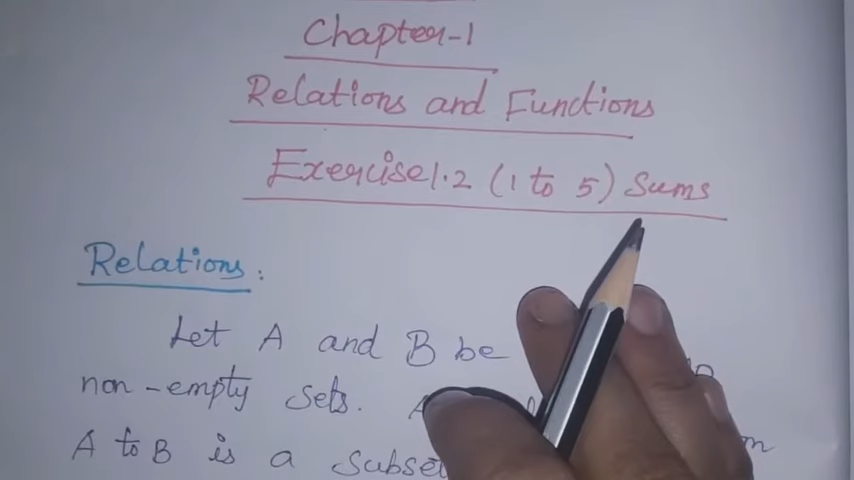 Chapter-1
Relations and Functions
Exercise 1.2 (1 to 5) Sums
Relations:
Let A and B be
non-empty sets. A
A to B is a subset